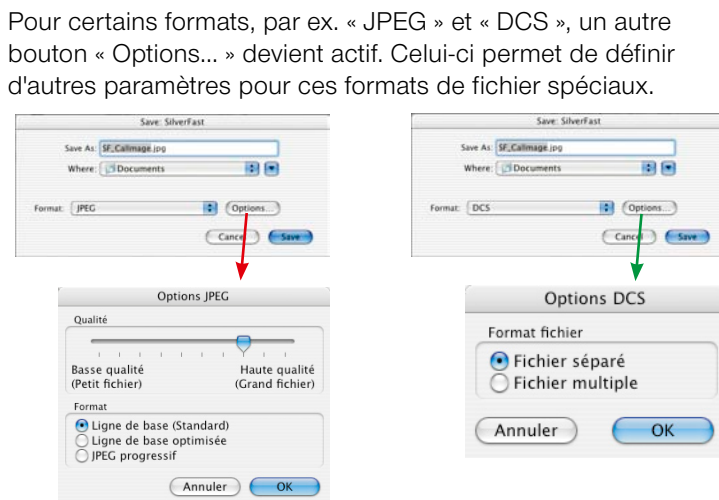 Pour certains formats, par ex. « JPEG » et « DCS », un autre
bouton « Options... » devient actif. Celui-ci permet de définir
d'autres paramètres pour ces formats de fichier spéciaux.
Save: SilverFast
Save As: SF_CalImage.jpg
Where: Documents
Format: JPEG Options...
Cancel Save
Options JPEG
Qualité
Basse qualité Haute qualité
(Petit fichier) (Grand fichier)
Format
Ligne de base (Standard)
Ligne de base optimisée
JPEG progressif
Annuler OK
Save: SilverFast
Save As: SF_CalImage.jpg
Where: Documents
Format: DCS Options...
Cancel Save
Options DCS
Format fichier
Fichier séparé
Fichier multiple
Annuler OK